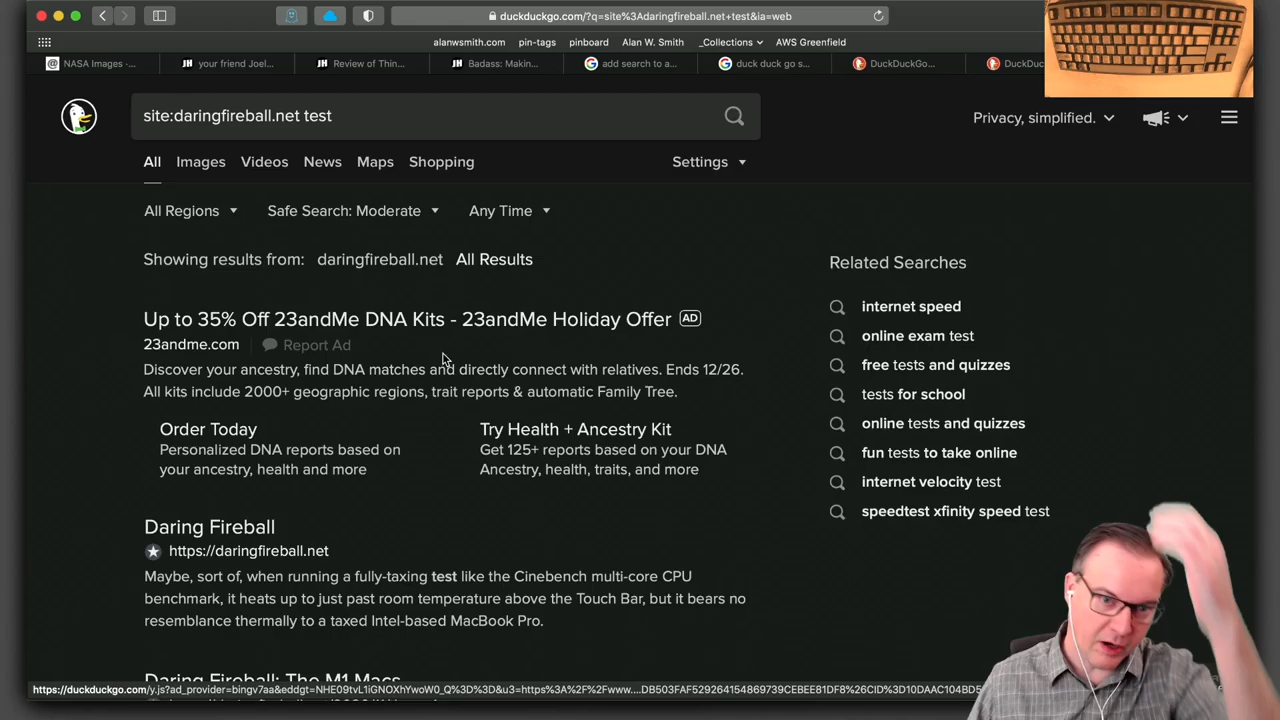 duckduckgo.com/?q=site%3Adaringfireball.net+test&ia=web
alanwsmith.com pin-tags pinboard Alan W. Smith _Collections AWS Greenfield
NASA Images -... your friend Joel... Review of Thin... Badass: Makin... add search to a... duck duck go s... DuckDuckGo... DuckDu
site:daringfireball.net test
Privacy, simplified.
All Images Videos News Maps Shopping Settings
All Regions Safe Search: Moderate Any Time
Showing results from: daringfireball.net All Results
Up to 35% Off 23andMe DNA Kits - 23andMe Holiday Offer AD
23andme.com Report Ad
Discover your ancestry, find DNA matches and directly connect with relatives. Ends 12/26.
All kits include 2000+ geographic regions, trait reports & automatic Family Tree.
Order Today
Personalized DNA reports based on
your ancestry, health and more
Try Health + Ancestry Kit
Get 125+ reports based on your DNA
Ancestry, health, traits, and more
Daring Fireball
https://daringfireball.net
Maybe, sort of, when running a fully-taxing test like the Cinebench multi-core CPU
benchmark, it heats up to just past room temperature above the Touch Bar, but it bears no
resemblance thermally to a taxed Intel-based MacBook Pro.
Daring Fireball: The M1 Macs
Related Searches
internet speed
online exam test
free tests and quizzes
tests for school
online tests and quizzes
fun tests to take online
internet velocity test
speedtest xfinity speed test
https://duckduckgo.com/y.js?ad_provider=bingv7aa&eddgt=NHE09tvL1iGNOXhYwoW0_Q%3D%3D&u3=https%3A%2F%2Fwww....DB503FAF529264154869739CEBEE81DF8%26CID%3D10DAAC104BD5